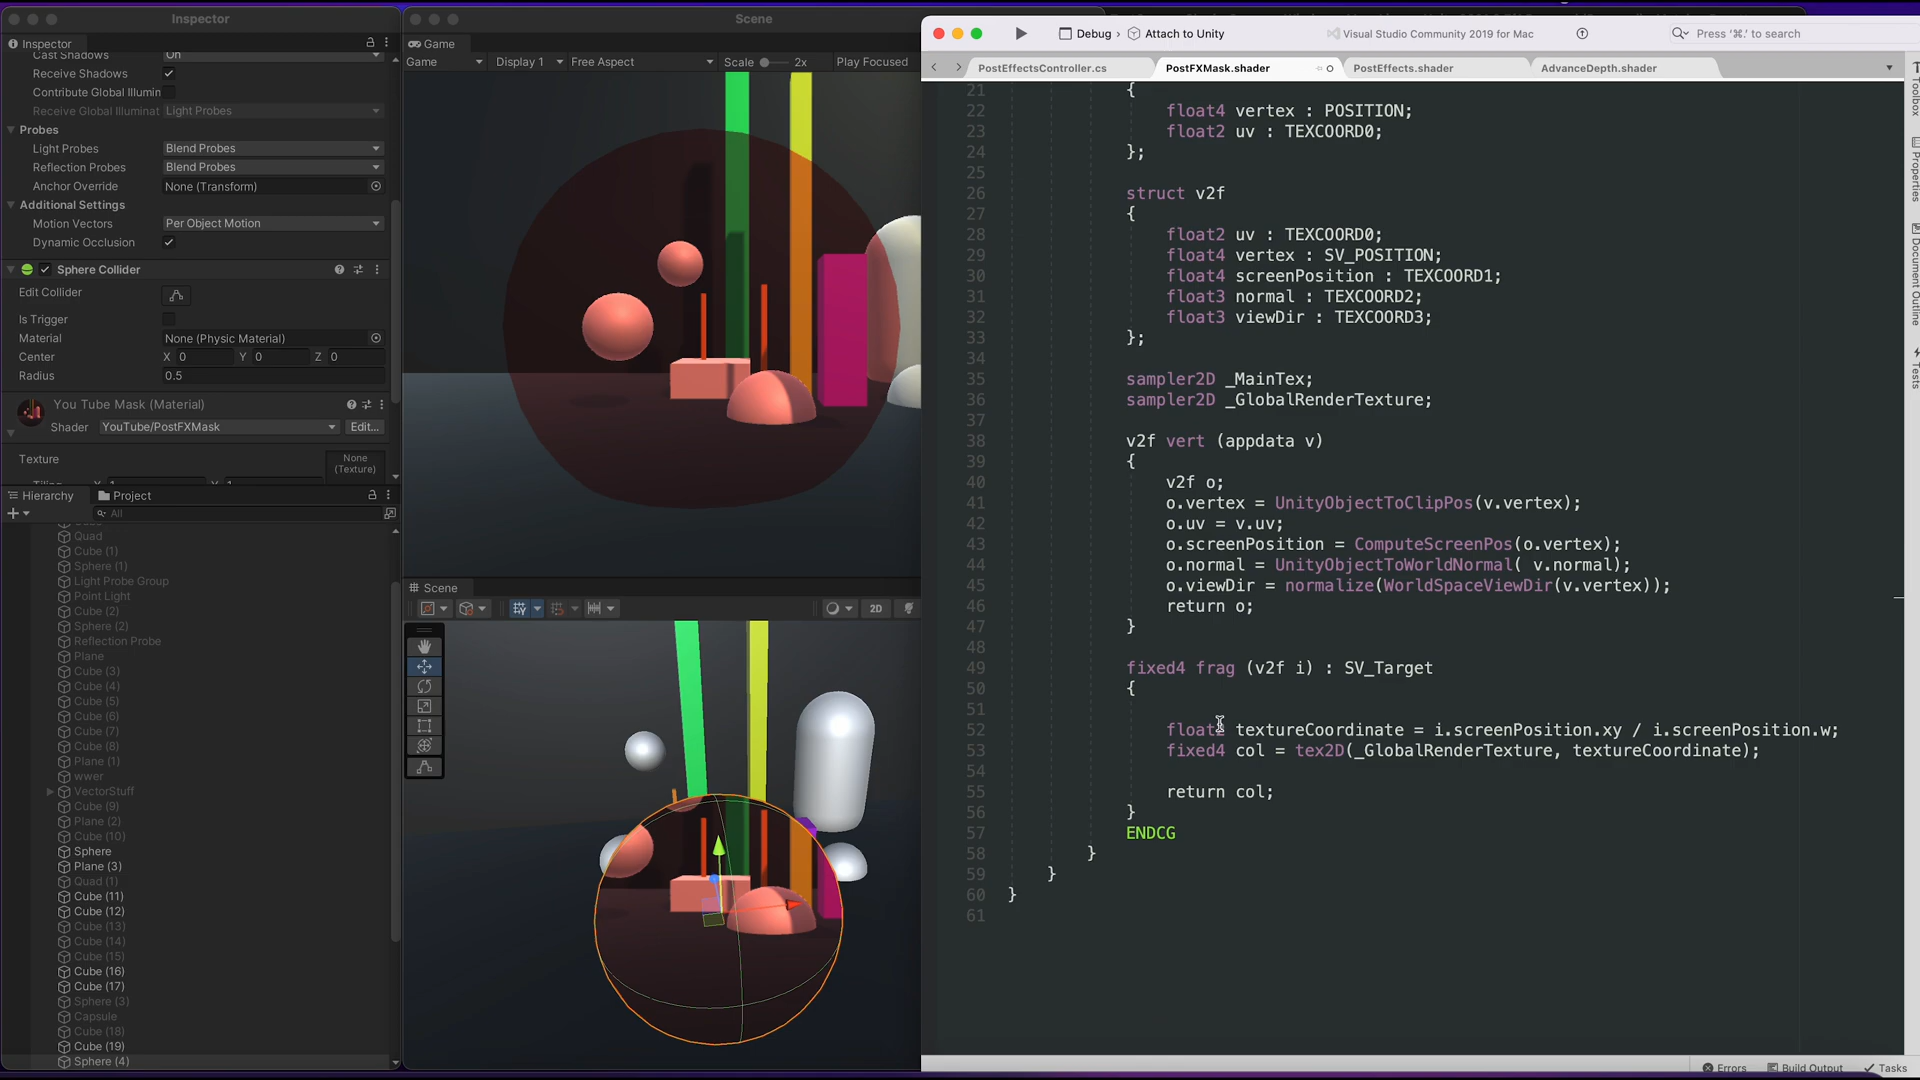 Inspector
Inspector
Cast Shadows On
Receive Shadows
Contribute Global Illumin
Receive Global Illuminat Light Probes
Probes
Light Probes Blend Probes
Reflection Probes Blend Probes
Anchor Override None (Transform)
Additional Settings
Motion Vectors Per Object Motion
Dynamic Occlusion
Sphere Collider
Edit Collider
Is Trigger
Material None (Physic Material)
Center X 0 Y 0 Z 0
Radius 0.5
You Tube Mask (Material)
Shader YouTube/PostFXMask Edit...
Texture None
(Texture)
Hierarchy Project
All
Quad
Cube (1)
Sphere (1)
Light Probe Group
Point Light
Cube (2)
Sphere (2)
Reflection Probe
Plane
Cube (3)
Cube (4)
Cube (5)
Cube (6)
Cube (7)
Cube (8)
Plane (1)
wwer
VectorStuff
Cube (9)
Plane (2)
Cube (10)
Sphere
Plane (3)
Quad (1)
Cube (11)
Cube (12)
Cube (13)
Cube (14)
Cube (15)
Cube (16)
Cube (17)
Sphere (3)
Capsule
Cube (18)
Cube (19)
Sphere (4)
Scene
Game
Game Display 1 Free Aspect Scale 2x Play Focused
Scene
2D
Debug › Attach to Unity Visual Studio Community 2019 for Mac Press '⌘.' to search
PostEffectsController.cs PostFXMask.shader PostEffects.shader AdvanceDepth.shader
21 {
22 float4 vertex : POSITION;
23 float2 uv : TEXCOORD0;
24 };
25
26 struct v2f
27 {
28 float2 uv : TEXCOORD0;
29 float4 vertex : SV_POSITION;
30 float4 screenPosition : TEXCOORD1;
31 float3 normal : TEXCOORD2;
32 float3 viewDir : TEXCOORD3;
33 };
34
35 sampler2D _MainTex;
36 sampler2D _GlobalRenderTexture;
37
38 v2f vert (appdata v)
39 {
40 v2f o;
41 o.vertex = UnityObjectToClipPos(v.vertex);
42 o.uv = v.uv;
43 o.screenPosition = ComputeScreenPos(o.vertex);
44 o.normal = UnityObjectToWorldNormal( v.normal);
45 o.viewDir = normalize(WorldSpaceViewDir(v.vertex));
46 return o;
47 }
48
49 fixed4 frag (v2f i) : SV_Target
50 {
51
52 float2 textureCoordinate = i.screenPosition.xy / i.screenPosition.w;
53 fixed4 col = tex2D(_GlobalRenderTexture, textureCoordinate);
54
55 return col;
56 }
57 ENDCG
58 }
59 }
60 }
61
Toolbox
Properties
Document Outline
Tests
Errors Build Output Tasks